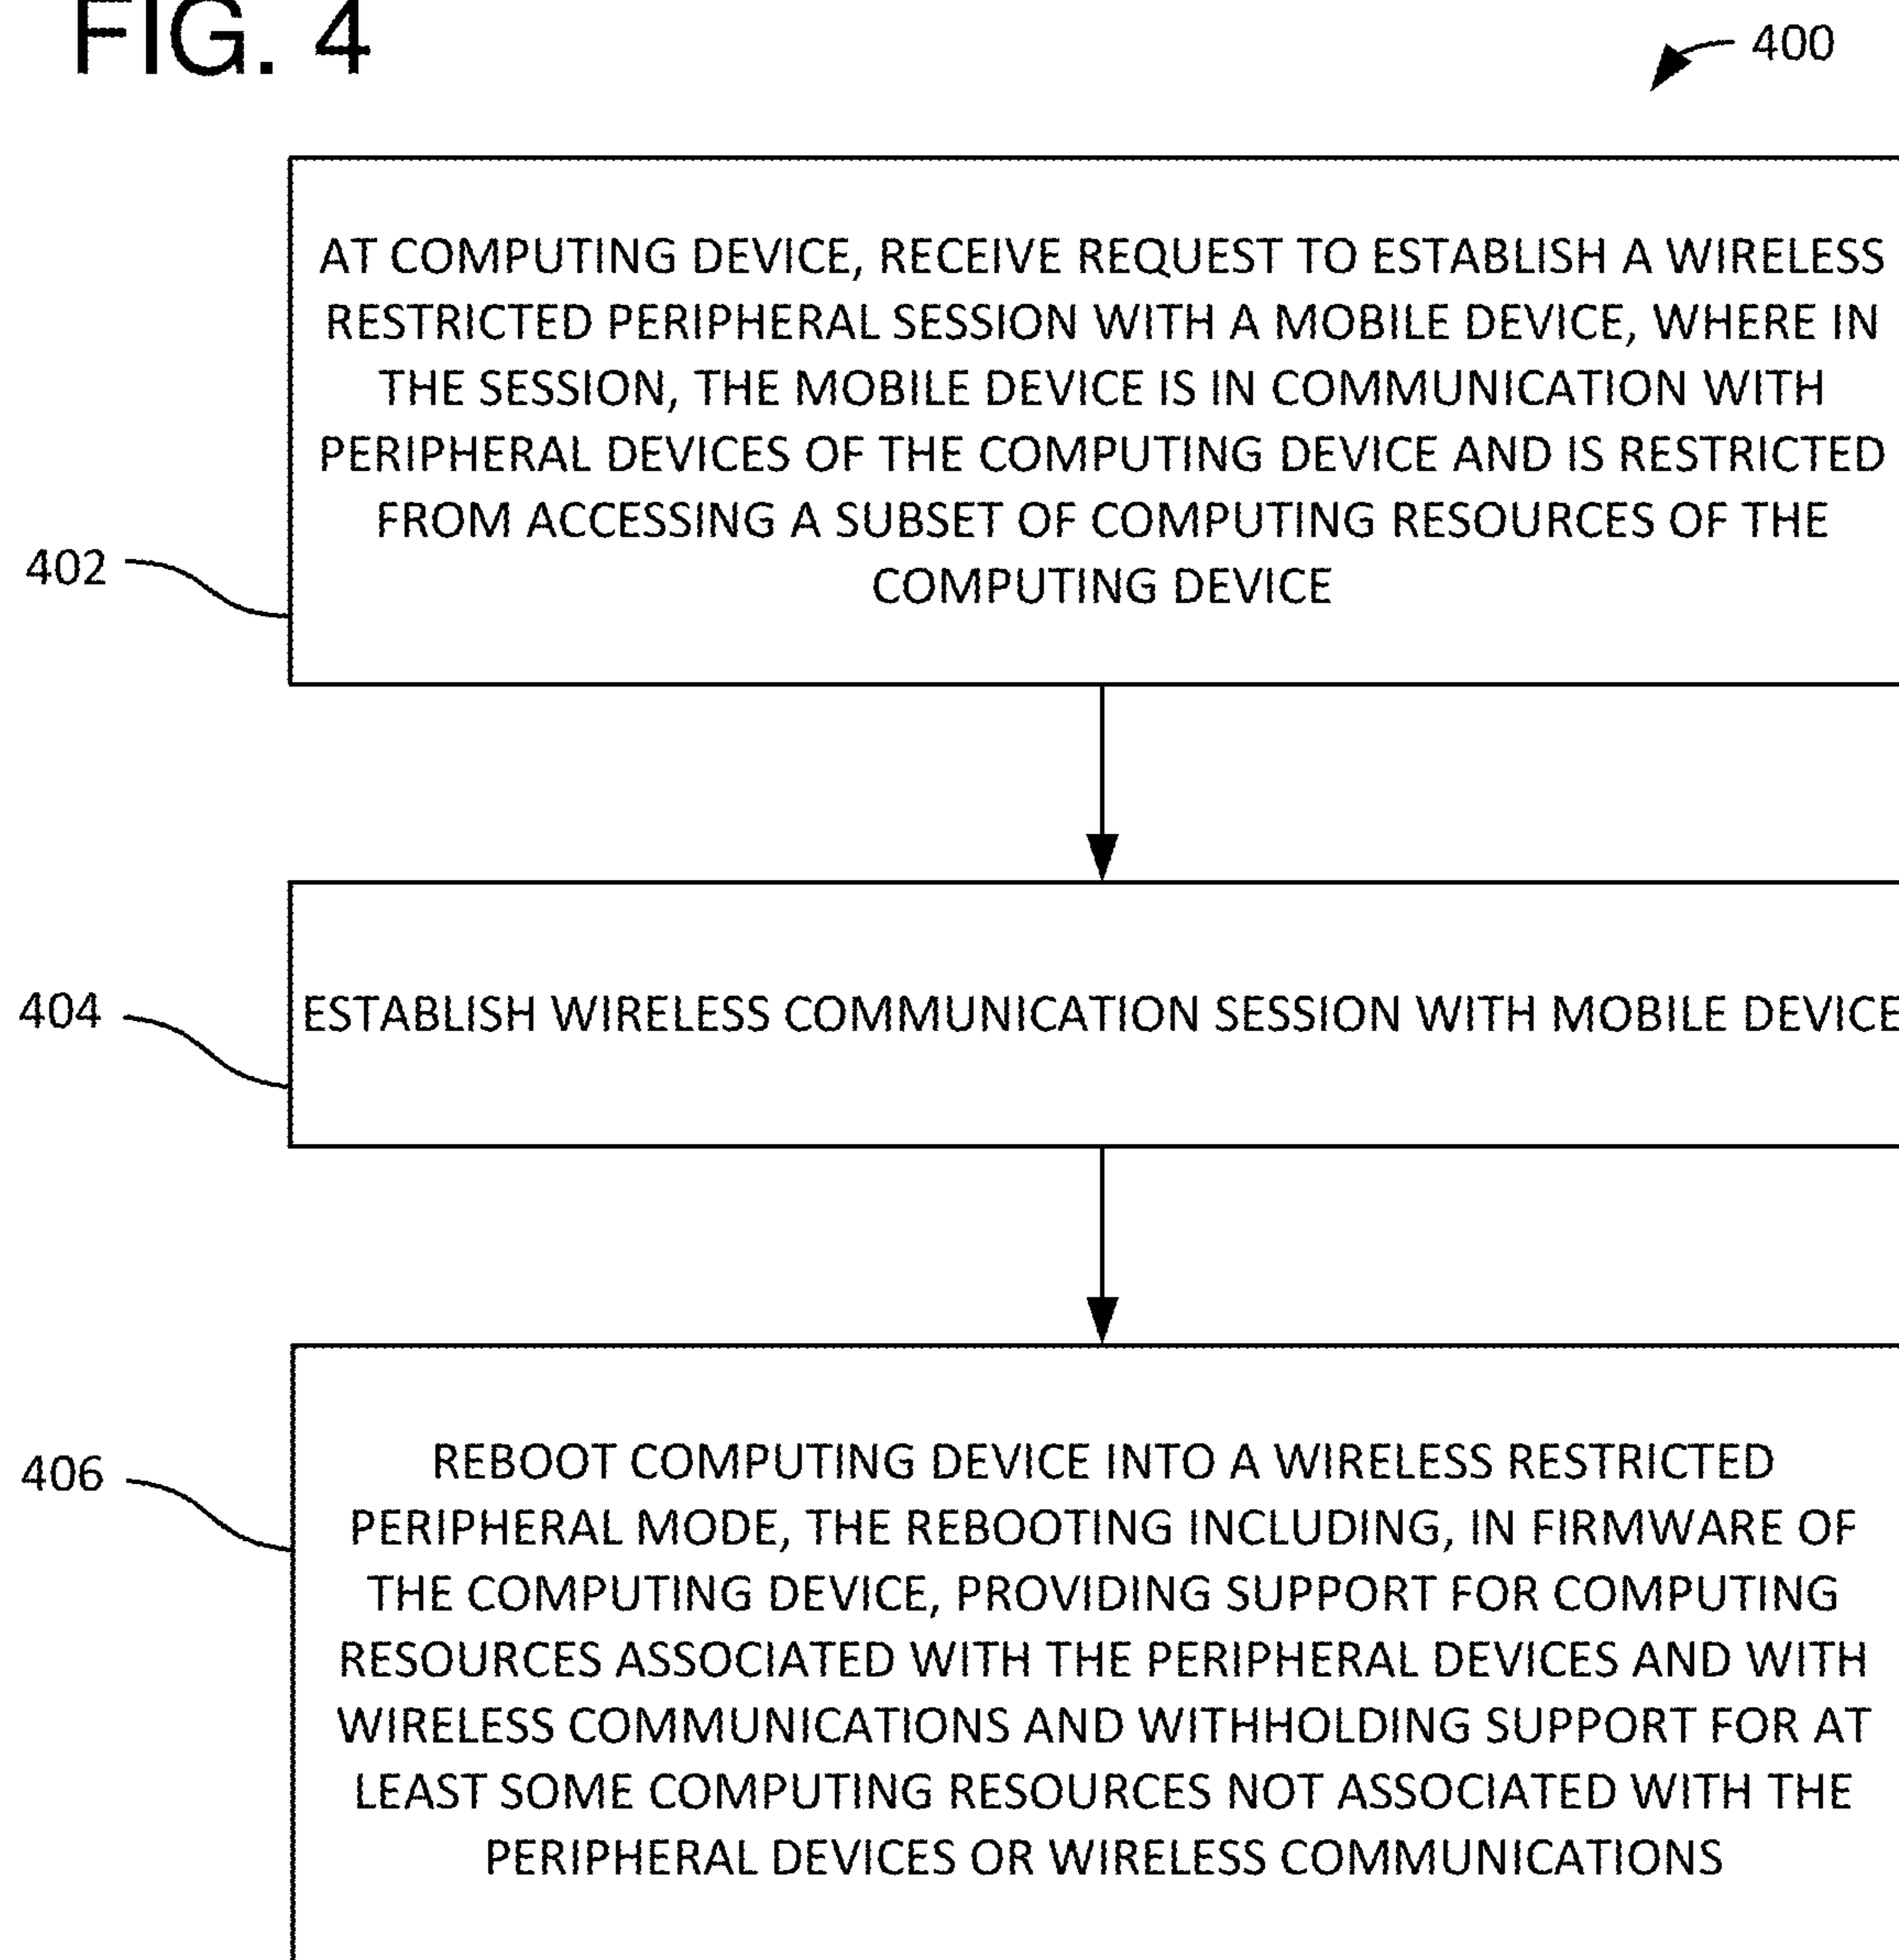 FIG. 4
400
AT COMPUTING DEVICE, RECEIVE REQUEST TO ESTABLISH A WIRELESS
RESTRICTED PERIPHERAL SESSION WITH A MOBILE DEVICE, WHERE IN
THE SESSION, THE MOBILE DEVICE IS IN COMMUNICATION WITH
PERIPHERAL DEVICES OF THE COMPUTING DEVICE AND IS RESTRICTED
FROM ACCESSING A SUBSET OF COMPUTING RESOURCES OF THE
COMPUTING DEVICE
402
404
ESTABLISH WIRELESS COMMUNICATION SESSION WITH MOBILE DEVICE
406
REBOOT COMPUTING DEVICE INTO A WIRELESS RESTRICTED
PERIPHERAL MODE, THE REBOOTING INCLUDING, IN FIRMWARE OF
THE COMPUTING DEVICE, PROVIDING SUPPORT FOR COMPUTING
RESOURCES ASSOCIATED WITH THE PERIPHERAL DEVICES AND WITH
WIRELESS COMMUNICATIONS AND WITHHOLDING SUPPORT FOR AT
LEAST SOME COMPUTING RESOURCES NOT ASSOCIATED WITH THE
PERIPHERAL DEVICES OR WIRELESS COMMUNICATIONS